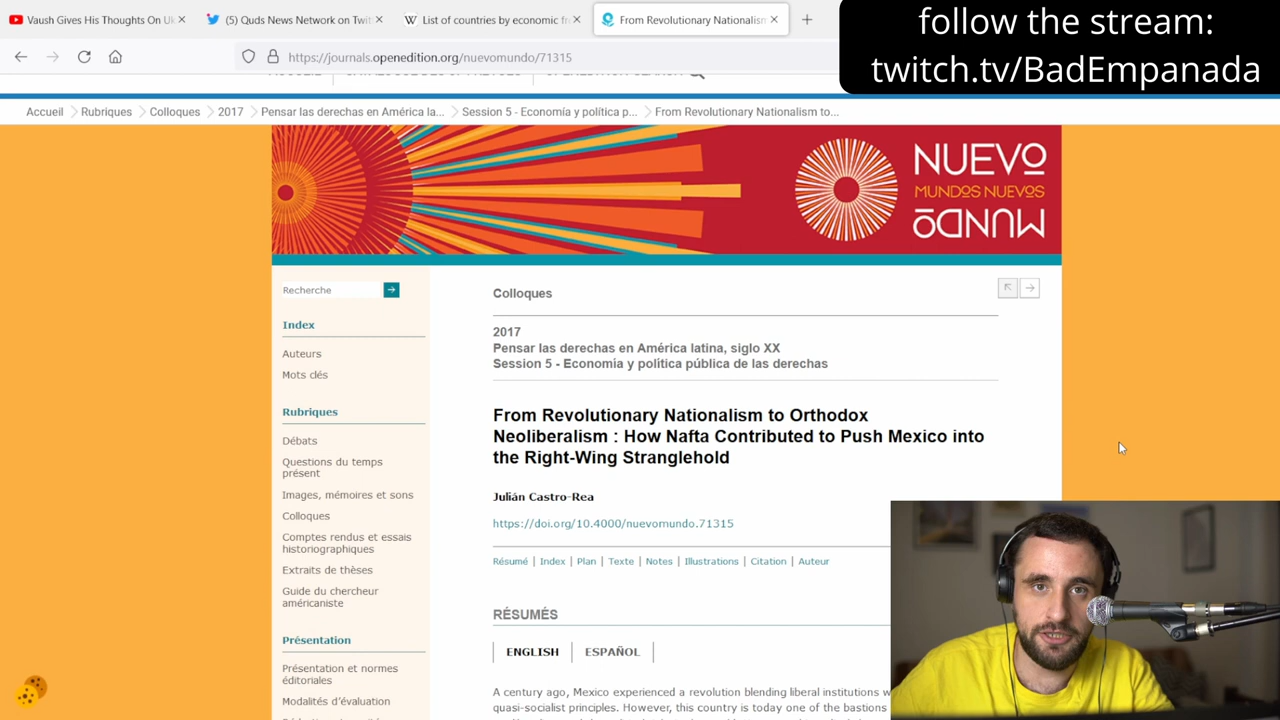 Vaush Gives His Thoughts On Uk
(5) Quds News Network on Twit
List of countries by economic fr
From Revolutionary Nationalism
follow the stream:
twitch.tv/BadEmpanada
https://journals.openedition.org/nuevomundo/71315
Accueil
Rubriques
Colloques
2017
Pensar las derechas en América la...
Session 5 - Economía y política p...
From Revolutionary Nationalism to...
NUEVO
MUNDOS NUEVOS
MUNDO
Recherche
Index
Auteurs
Mots clés
Rubriques
Débats
Questions du temps
présent
Images, mémoires et sons
Colloques
Comptes rendus et essais
historiographiques
Extraits de thèses
Guide du chercheur
américaniste
Présentation
Présentation et normes
éditoriales
Modalités d'évaluation
Colloques
2017
Pensar las derechas en América latina, siglo XX
Session 5 - Economía y política pública de las derechas
From Revolutionary Nationalism to Orthodox
Neoliberalism : How Nafta Contributed to Push Mexico into
the Right-Wing Stranglehold
Julián Castro-Rea
https://doi.org/10.4000/nuevomundo.71315
Résumé | Index | Plan | Texte | Notes | Illustrations | Citation | Auteur
RÉSUMÉS
ENGLISH
ESPAÑOL
A century ago, Mexico experienced a revolution blending liberal institutions w
quasi-socialist principles. However, this country is today one of the bastions